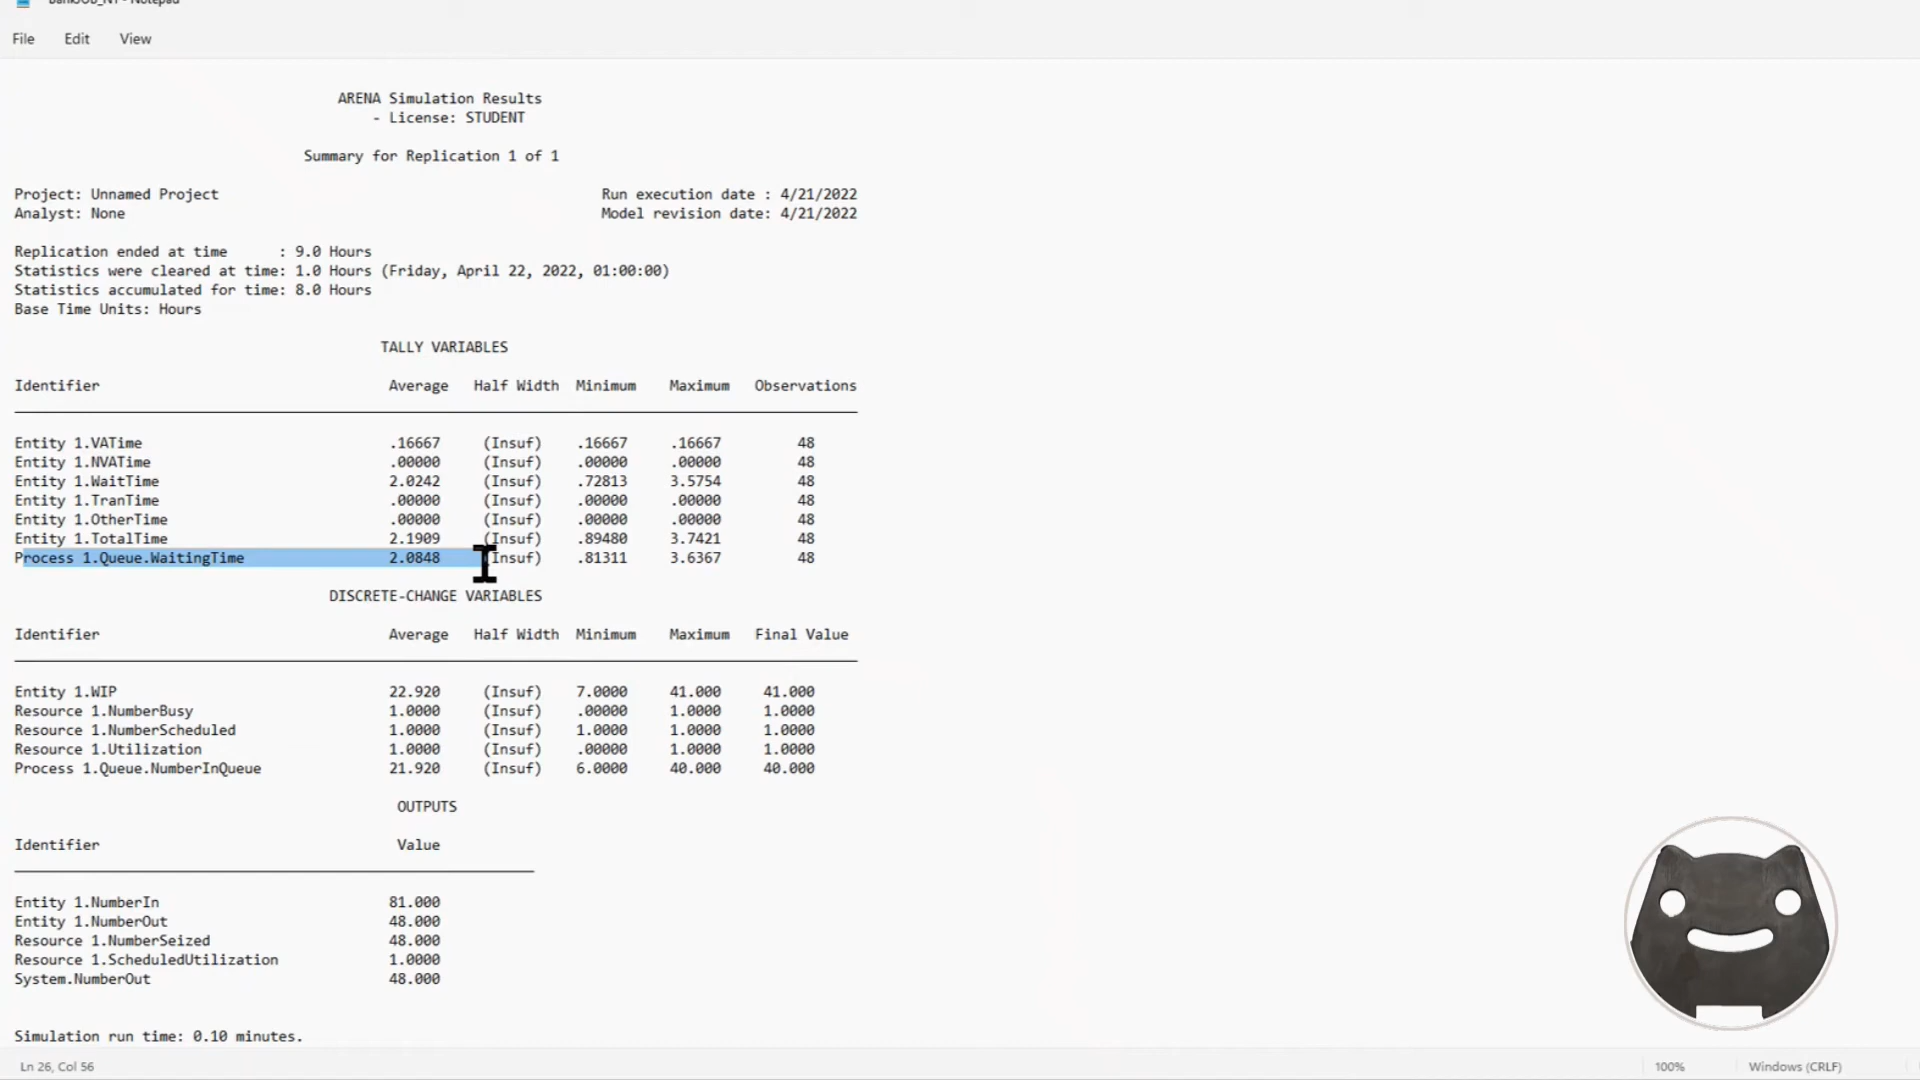 BankJOB_N1 - Notepad
File Edit View
ARENA Simulation Results
- License: STUDENT
Summary for Replication 1 of 1
Project: Unnamed Project Run execution date : 4/21/2022
Analyst: None Model revision date: 4/21/2022
Replication ended at time : 9.0 Hours
Statistics were cleared at time: 1.0 Hours (Friday, April 22, 2022, 01:00:00)
Statistics accumulated for time: 8.0 Hours
Base Time Units: Hours
TALLY VARIABLES
Identifier Average Half Width Minimum Maximum Observations
Entity 1.VATime .16667 (Insuf) .16667 .16667 48
Entity 1.NVATime .00000 (Insuf) .00000 .00000 48
Entity 1.WaitTime 2.0242 (Insuf) .72813 3.5754 48
Entity 1.TranTime .00000 (Insuf) .00000 .00000 48
Entity 1.OtherTime .00000 (Insuf) .00000 .00000 48
Entity 1.TotalTime 2.1909 (Insuf) .89480 3.7421 48
Process 1.Queue.WaitingTime 2.0848 (Insuf) .81311 3.6367 48
DISCRETE-CHANGE VARIABLES
Identifier Average Half Width Minimum Maximum Final Value
Entity 1.WIP 22.920 (Insuf) 7.0000 41.000 41.000
Resource 1.NumberBusy 1.0000 (Insuf) .00000 1.0000 1.0000
Resource 1.NumberScheduled 1.0000 (Insuf) 1.0000 1.0000 1.0000
Resource 1.Utilization 1.0000 (Insuf) .00000 1.0000 1.0000
Process 1.Queue.NumberInQueue 21.920 (Insuf) 6.0000 40.000 40.000
OUTPUTS
Identifier Value
Entity 1.NumberIn 81.000
Entity 1.NumberOut 48.000
Resource 1.NumberSeized 48.000
Resource 1.ScheduledUtilization 1.0000
System.NumberOut 48.000
Simulation run time: 0.10 minutes.
Ln 26, Col 56 100% Windows (CRLF)